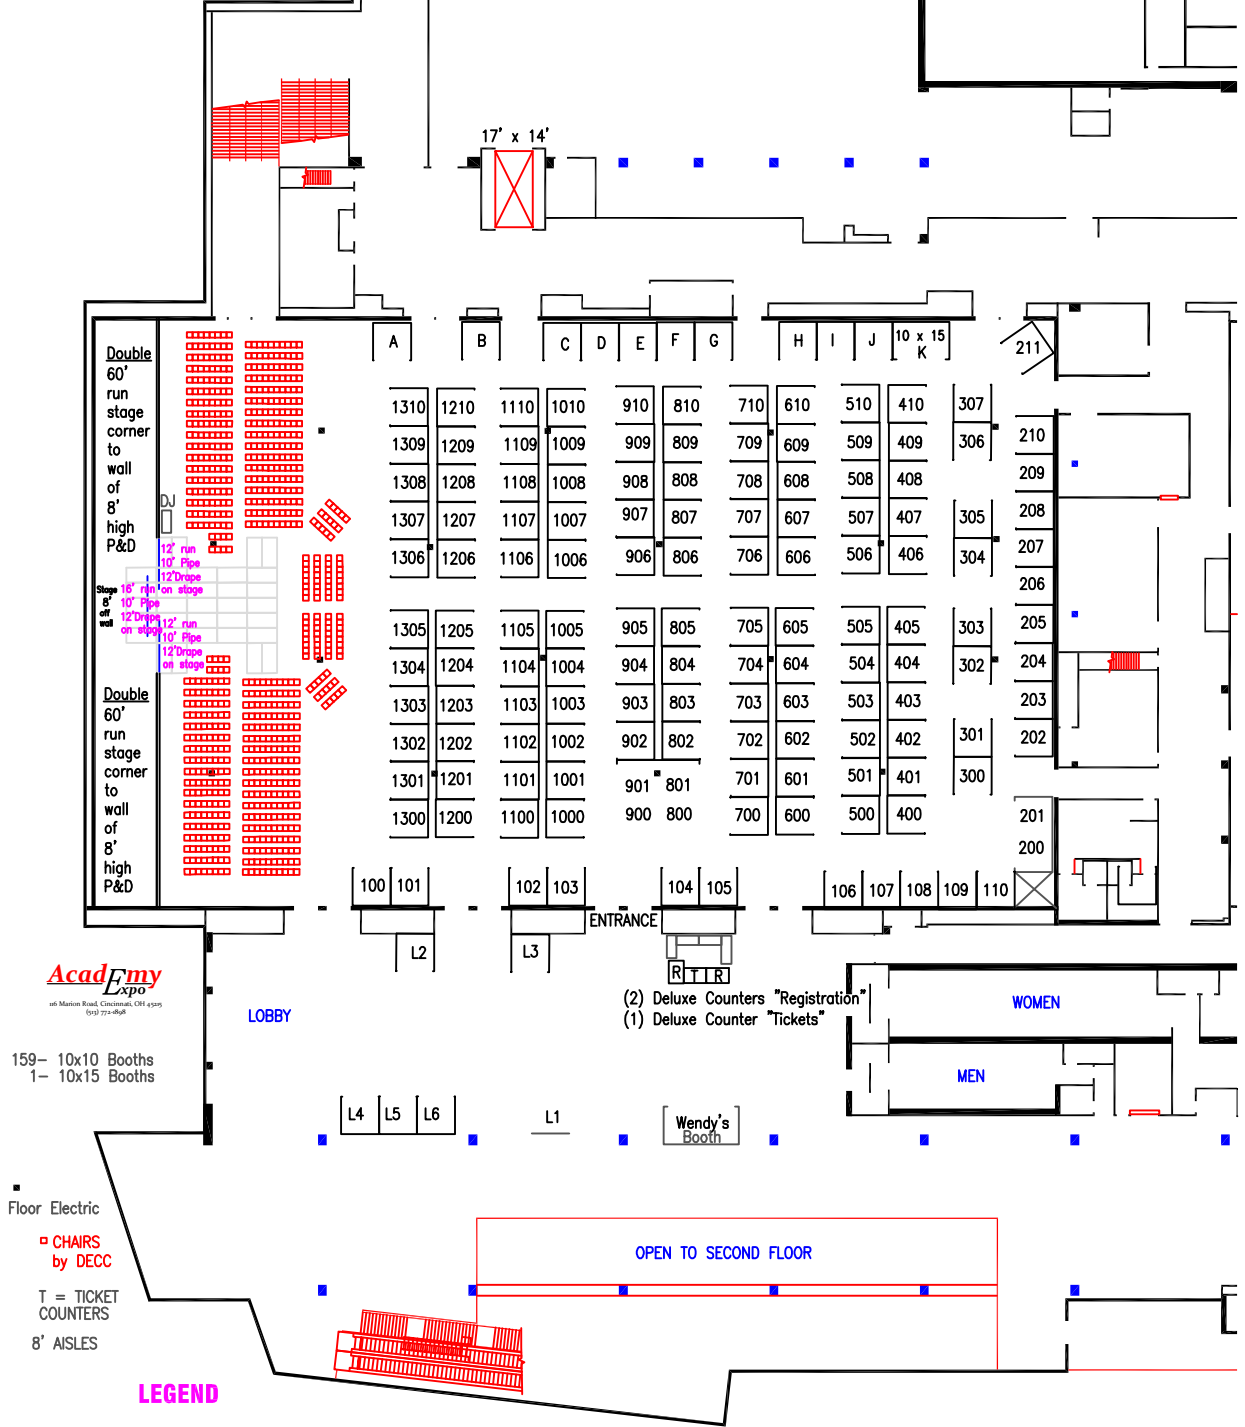 17' x 14'
A B C D E F G H I J 10 x 15
K
211
Double
60'
run
stage
corner
to
wall
of
8'
high
P&D
DJ
12' run
10' Pipe
12'Drape
on stage
Stage
8'
off
wall
16' run
10' Pipe
12'Drape
on stage
12' run
10' Pipe
12'Drape
on stage
Double
60'
run
stage
corner
to
wall
of
8'
high
P&D
1310 1210 1110 1010 910 810 710 610 510 410 307
1309 1209 1109 1009 909 809 709 609 509 409 306 210
1308 1208 1108 1008 908 808 708 608 508 408 209
1307 1207 1107 1007 907 807 707 607 507 407 305 208
1306 1206 1106 1006 906 806 706 606 506 406 304 207
206
1305 1205 1105 1005 905 805 705 605 505 405 303 205
1304 1204 1104 1004 904 804 704 604 504 404 302 204
1303 1203 1103 1003 903 803 703 603 503 403 203
1302 1202 1102 1002 902 802 702 602 502 402 301 202
1301 1201 1101 1001 901 801 701 601 501 401 300
1300 1200 1100 1000 900 800 700 600 500 400 201
200
100 101 102 103 104 105 106 107 108 109 110
ENTRANCE
L2 L3
R T R
(2) Deluxe Counters "Registration"
(1) Deluxe Counter "Tickets"
AcadEmy
Expo
116 Marion Road, Cincinnati, OH 45215
(513) 772-1898
LOBBY
WOMEN
MEN
159- 10x10 Booths
1- 10x15 Booths
L4 L5 L6 L1
Wendy's
Booth
Floor Electric
CHAIRS
by DECC
OPEN TO SECOND FLOOR
T = TICKET
COUNTERS
8' AISLES
LEGEND